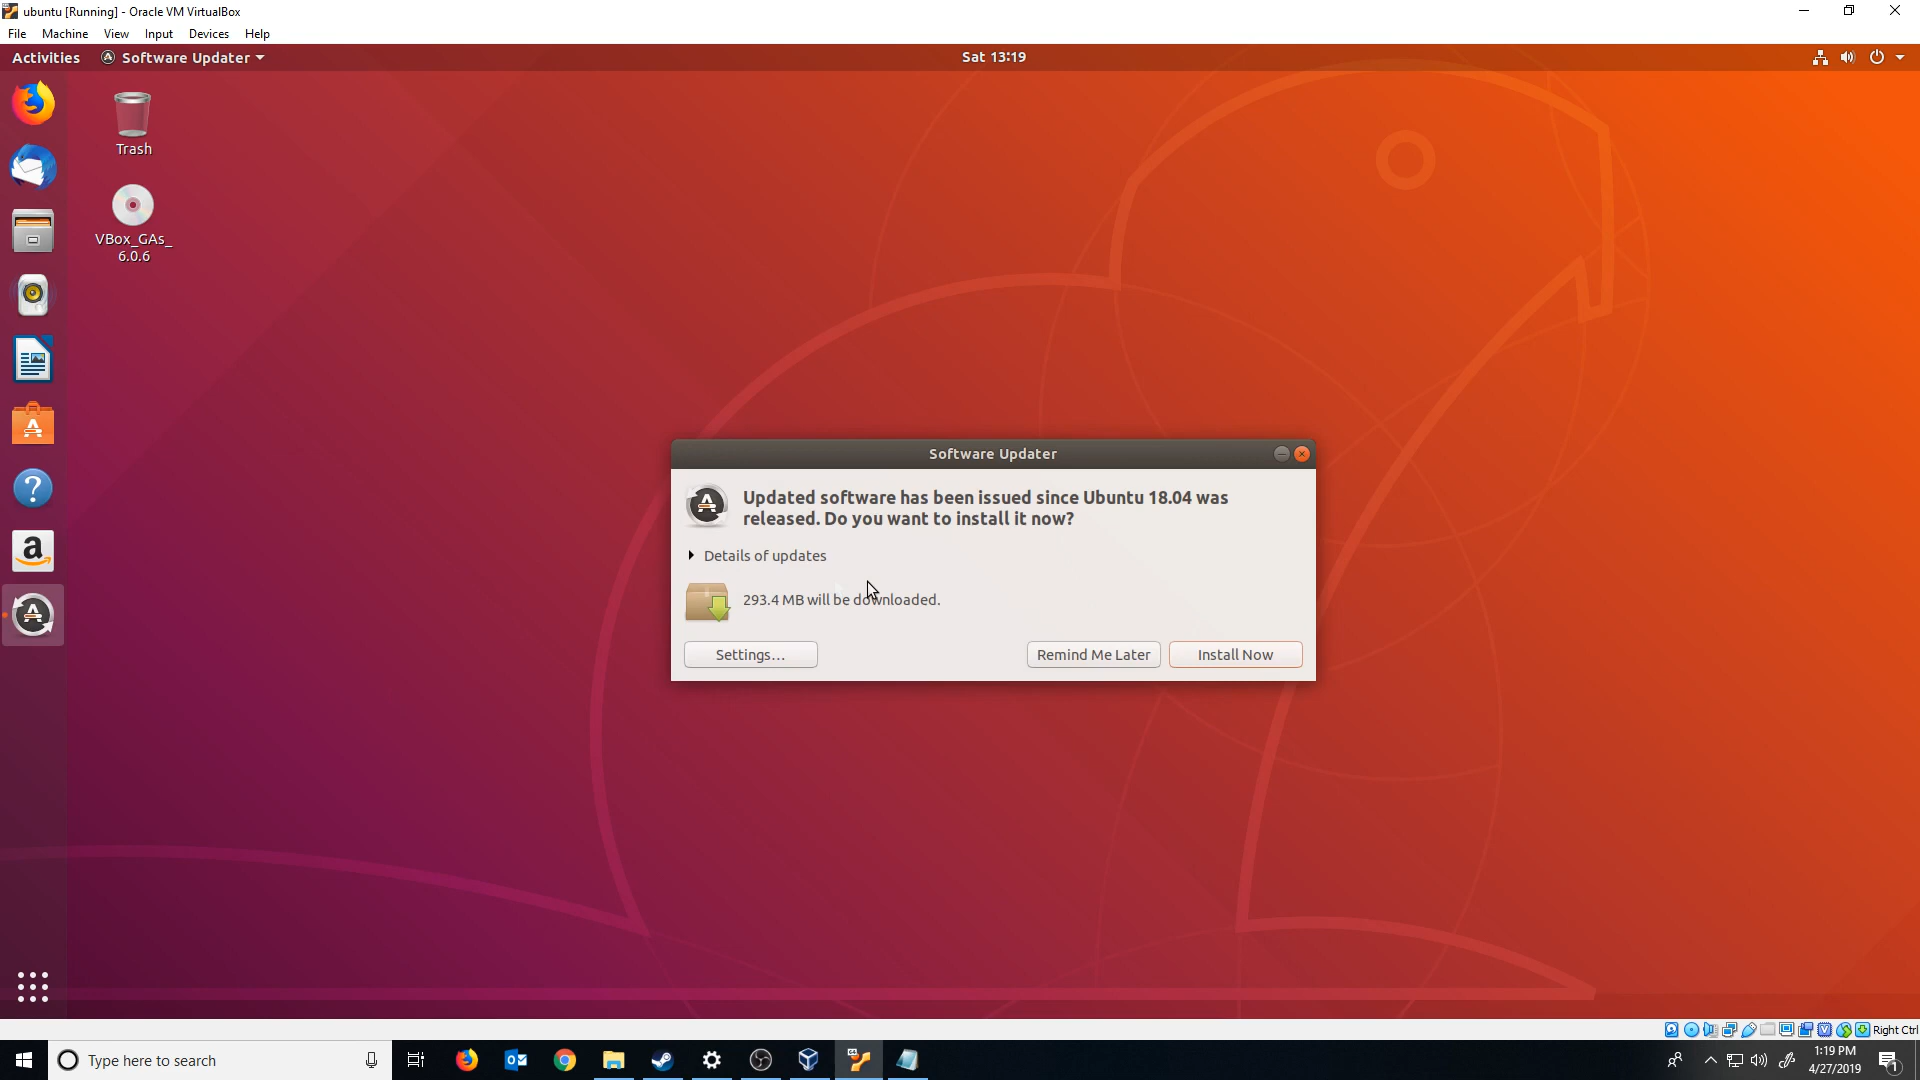 ubuntu [Running] - Oracle VM VirtualBox
File Machine View Input Devices Help
Activities Software Updater Sat 13:19
Trash
VBox_GAs_
6.0.6
Software Updater
Updated software has been issued since Ubuntu 18.04 was
released. Do you want to install it now?
Details of updates
293.4 MB will be downloaded.
Settings… Remind Me Later Install Now
Right Ctrl
Type here to search
1:19 PM
4/27/2019
1